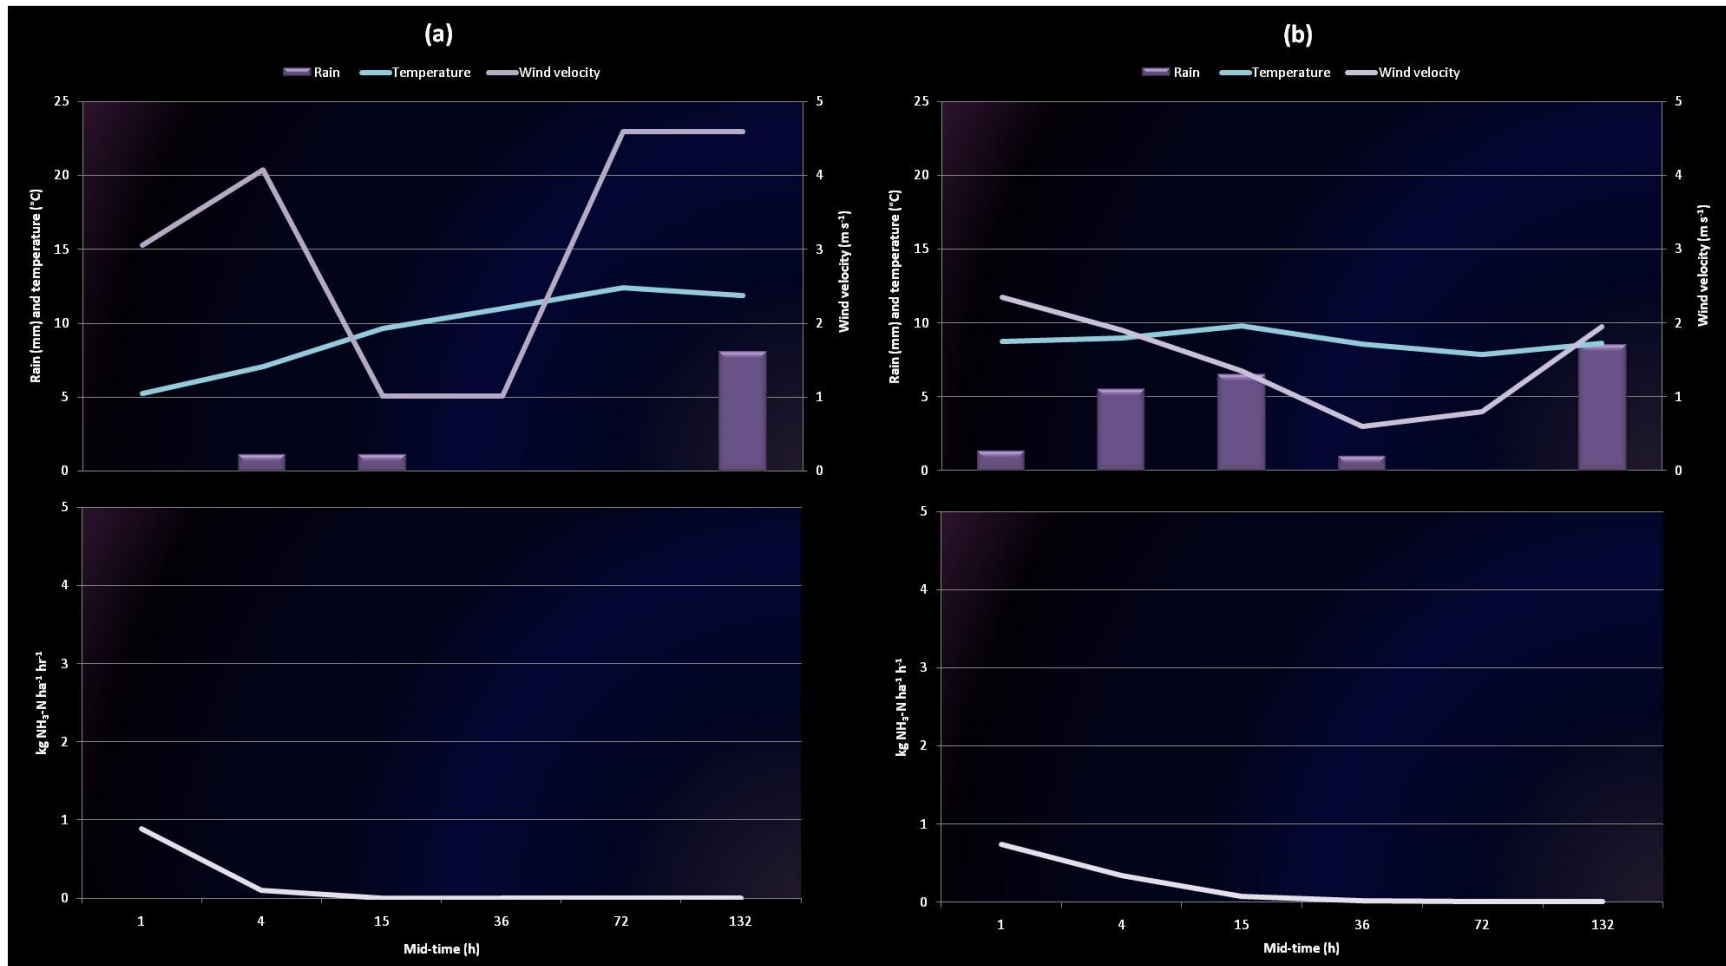 (a)
Rain Temperature Wind velocity
25
20
15
10
5
0
Rain (mm) and temperature (°C)
5
4
3
2
1
0
Wind velocity (m s⁻¹)
5
4
3
2
1
0
kg NH₃-N ha⁻¹ hr⁻¹
1 4 15 36 72 132
Mid-time (h)
(b)
Rain Temperature Wind velocity
25
20
15
10
5
0
Rain (mm) and temperature (°C)
5
4
3
2
1
0
Wind velocity (m s⁻¹)
5
4
3
2
1
0
kg NH₃-N ha⁻¹ h⁻¹
1 4 15 36 72 132
Mid-time (h)